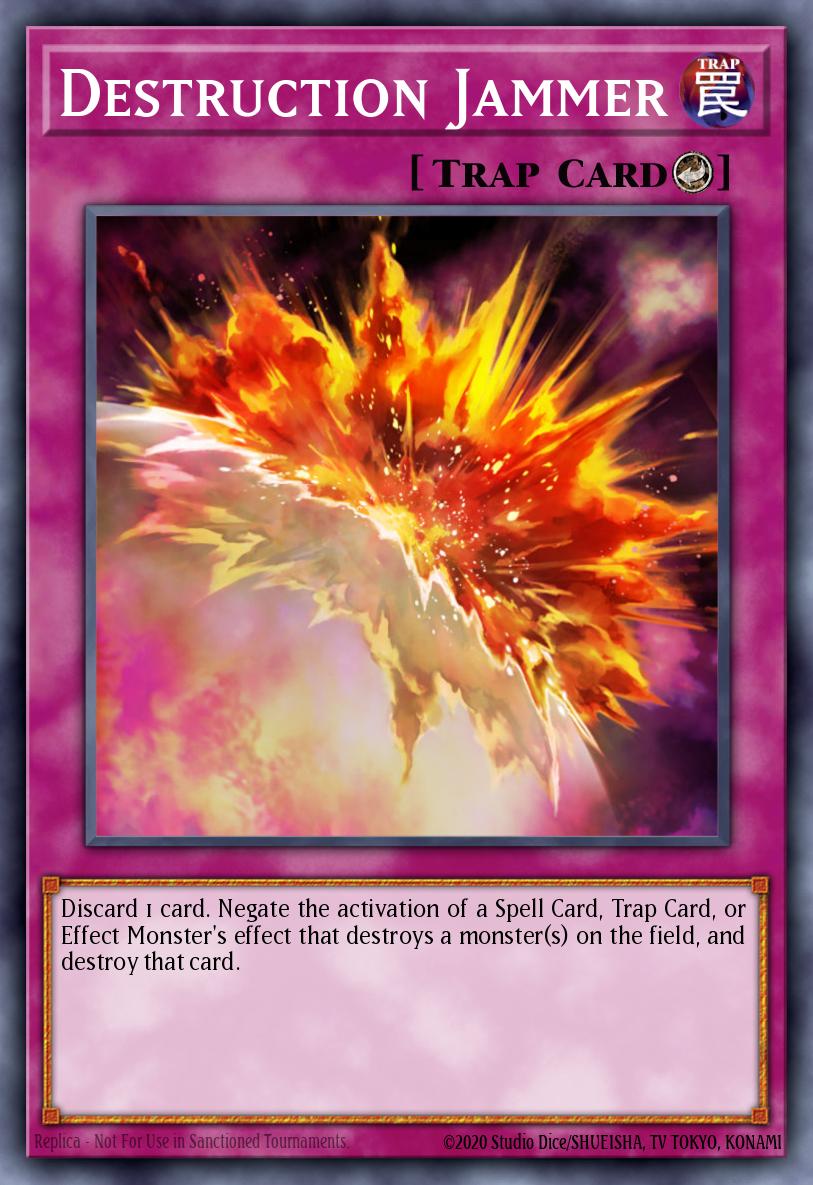 DESTRUCTION JAMMER
TRAP
罠
[ TRAP CARD ]
Discard 1 card. Negate the activation of a Spell Card, Trap Card, or
Effect Monster's effect that destroys a monster(s) on the field, and
destroy that card.
Replica - Not For Use in Sanctioned Tournaments.
©2020 Studio Dice/SHUEISHA, TV TOKYO, KONAMI